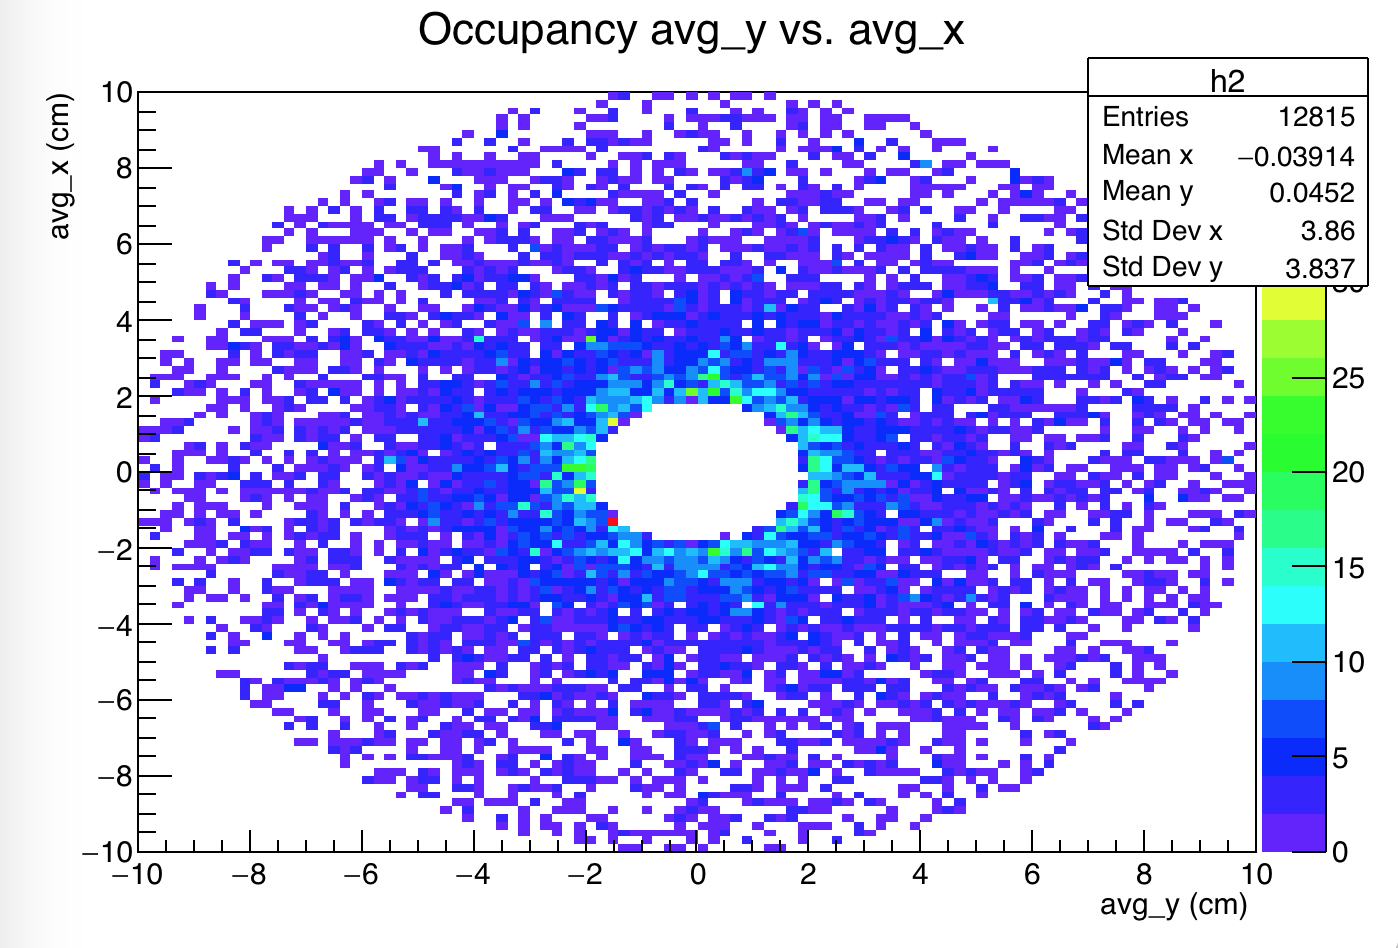 Occupancy avg_y vs. avg_x
h2
Entries 12815
Mean x −0.03914
Mean y 0.0452
Std Dev x 3.86
Std Dev y 3.837
avg_x (cm)
10
8
6
4
2
0
−2
−4
−6
−8
−10
25
20
15
10
5
0
−10 −8 −6 −4 −2 0 2 4 6 8 10
avg_y (cm)